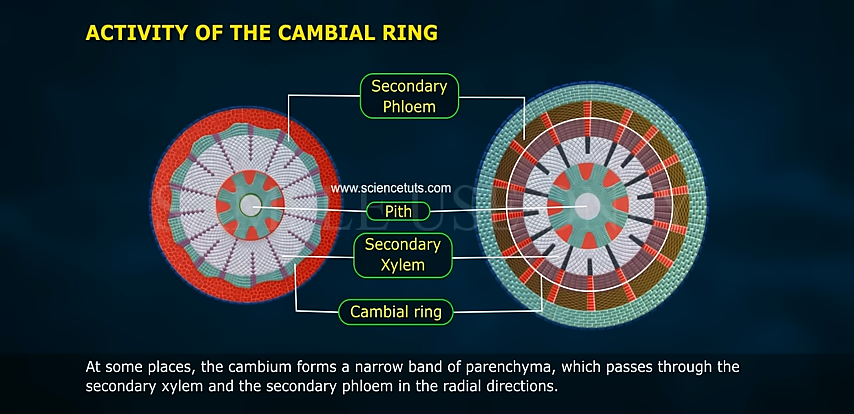 ACTIVITY OF THE CAMBIAL RING
Secondary
Phloem
www.sciencetuts.com
Pith
Secondary
Xylem
Cambial ring
At some places, the cambium forms a narrow band of parenchyma, which passes through the
secondary xylem and the secondary phloem in the radial directions.